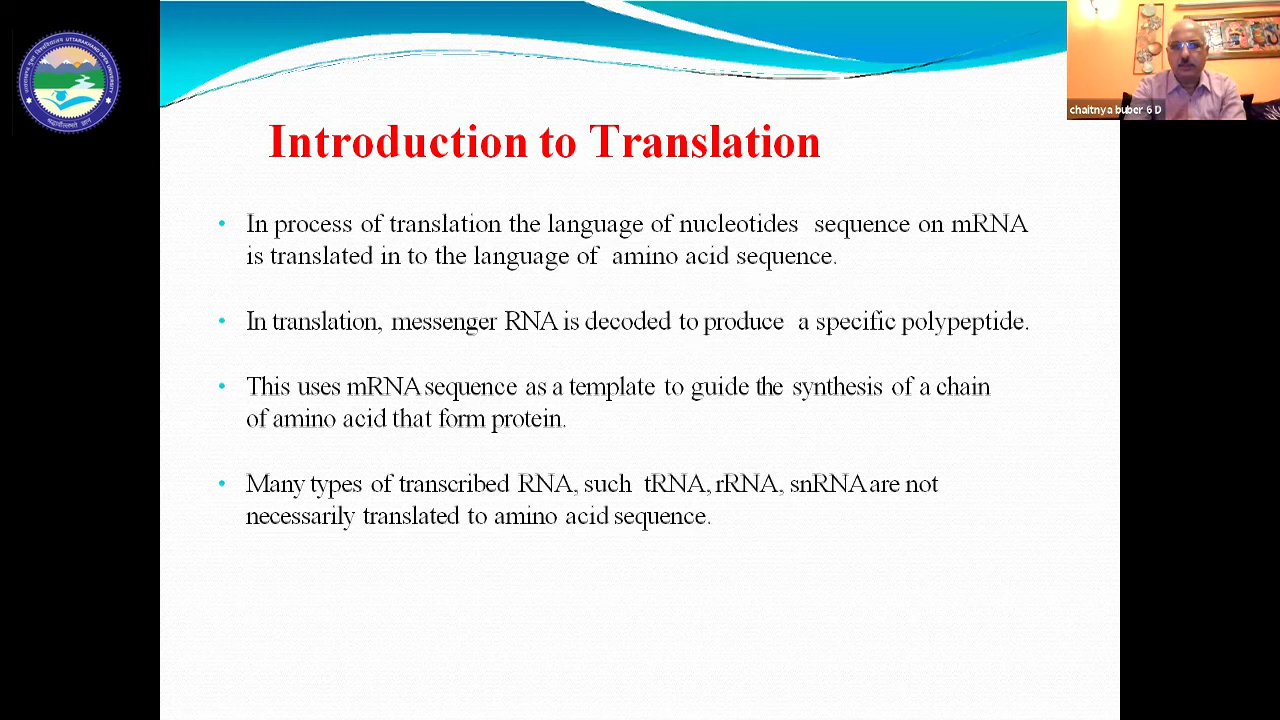 UTTARAKHAND OPEN UNIVERSITY
chaitnya buber 6 D
Introduction to Translation
• In process of translation the language of nucleotides sequence on mRNA
is translated in to the language of amino acid sequence.
• In translation, messenger RNA is decoded to produce a specific polypeptide.
• This uses mRNA sequence as a template to guide the synthesis of a chain
of amino acid that form protein.
• Many types of transcribed RNA, such tRNA, rRNA, snRNA are not
necessarily translated to amino acid sequence.